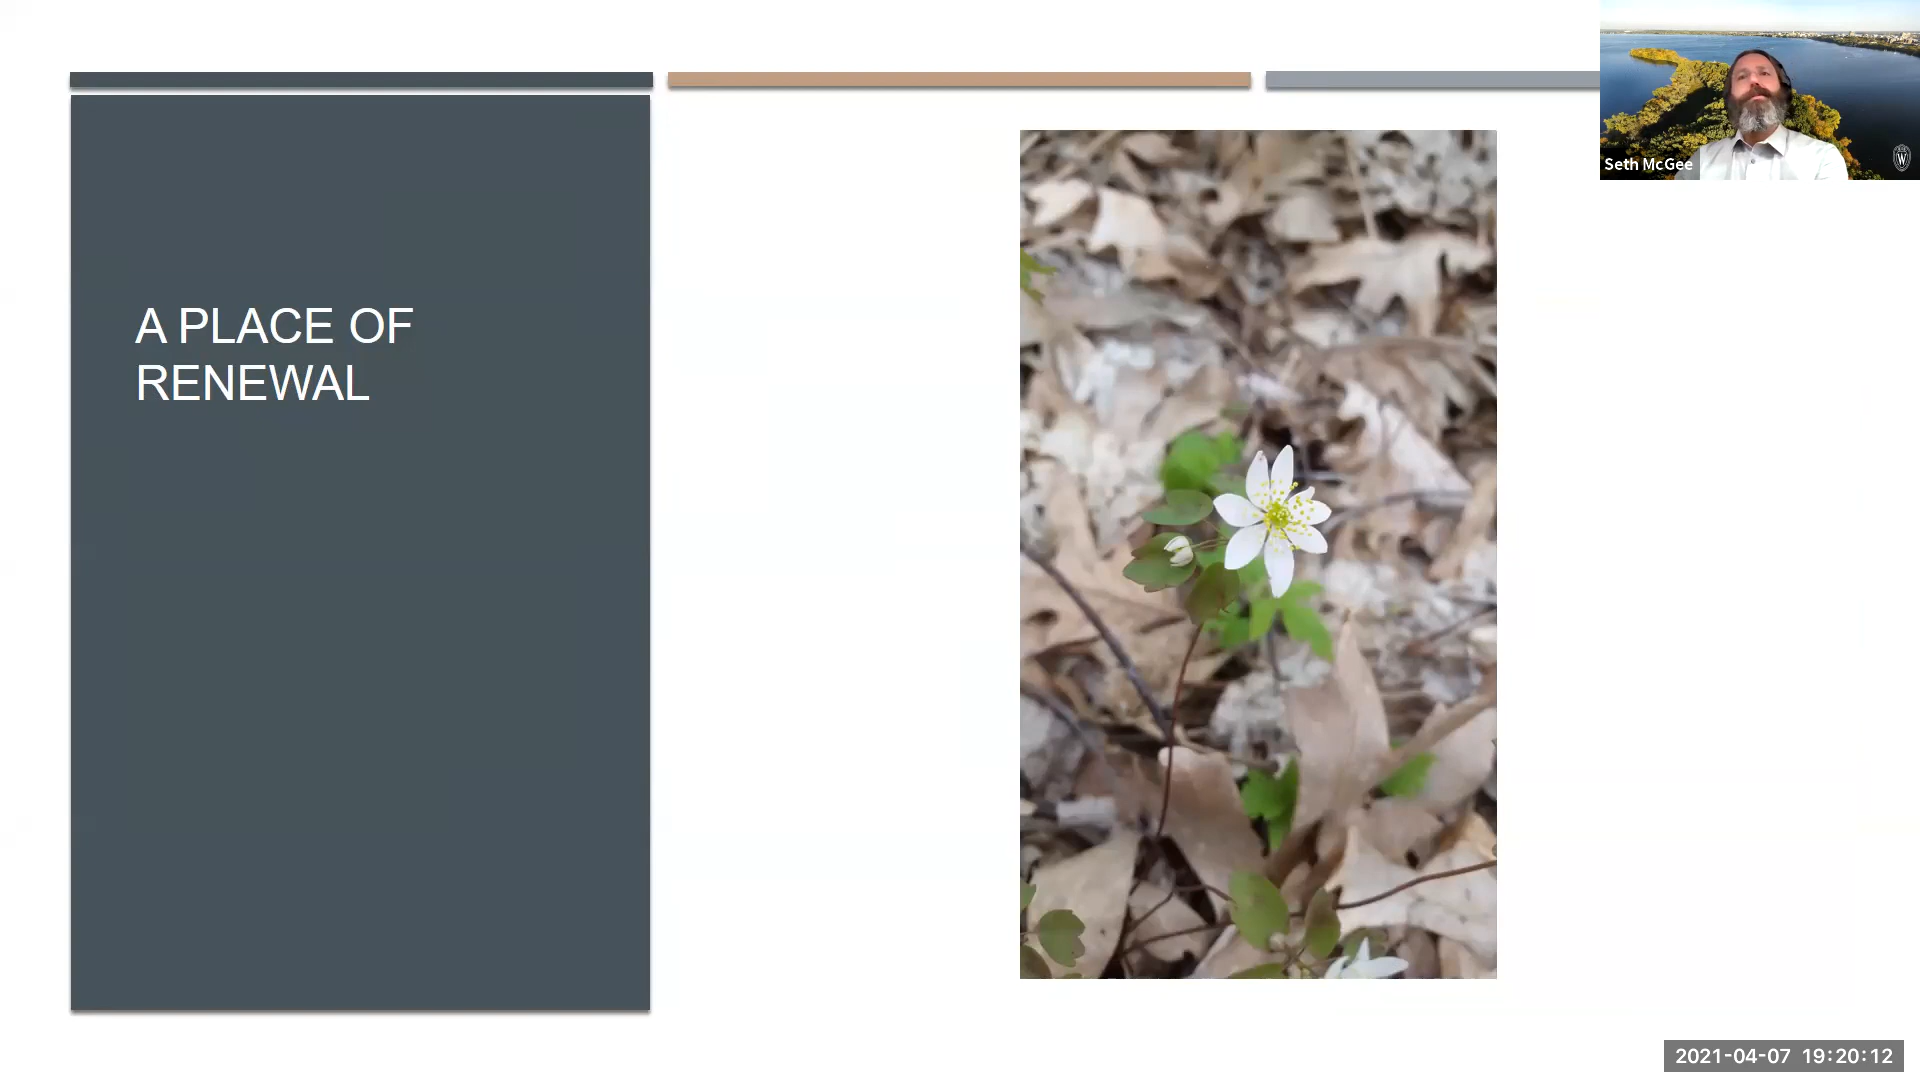 A PLACE OF
RENEWAL
Seth McGee
W
2021-04-07 19:20:12